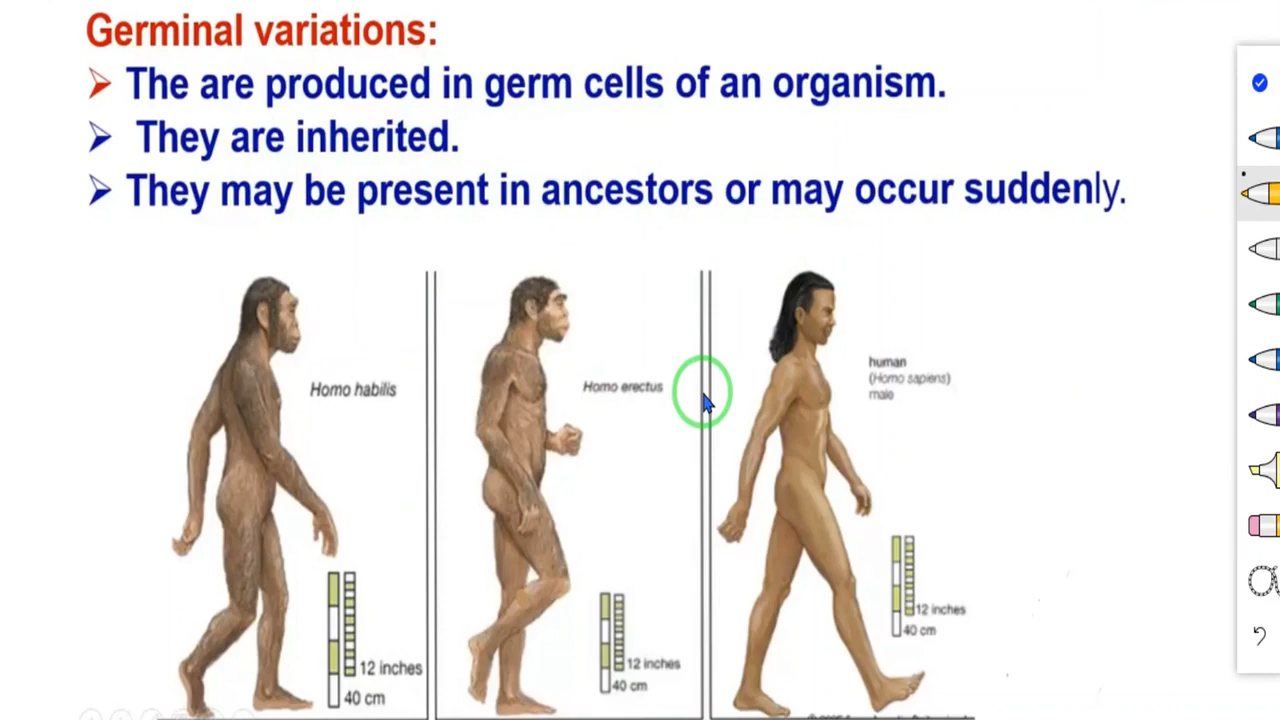 Germinal variations:
➢ The are produced in germ cells of an organism.
➢ They are inherited.
➢ They may be present in ancestors or may occur suddenly.
Homo habilis
12 inches
40 cm
Homo erectus
12 inches
40 cm
human
(Homo sapiens)
male
12 inches
40 cm